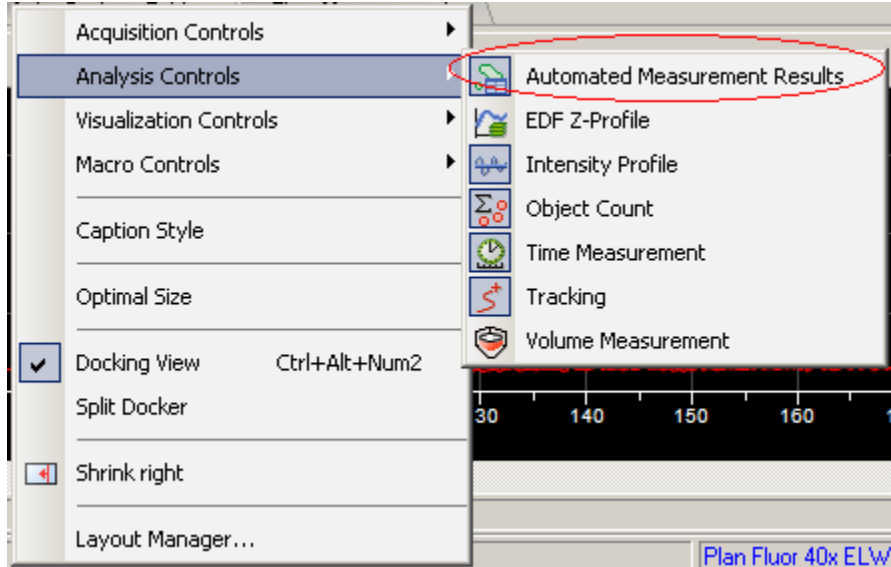 Acquisition Controls
Analysis Controls
Visualization Controls
Macro Controls
Caption Style
Optimal Size
Docking View Ctrl+Alt+Num2
Split Docker
Shrink right
Layout Manager...
Automated Measurement Results
EDF Z-Profile
Intensity Profile
Object Count
Time Measurement
Tracking
Volume Measurement
30 140 150 160
Plan Fluor 40x ELW